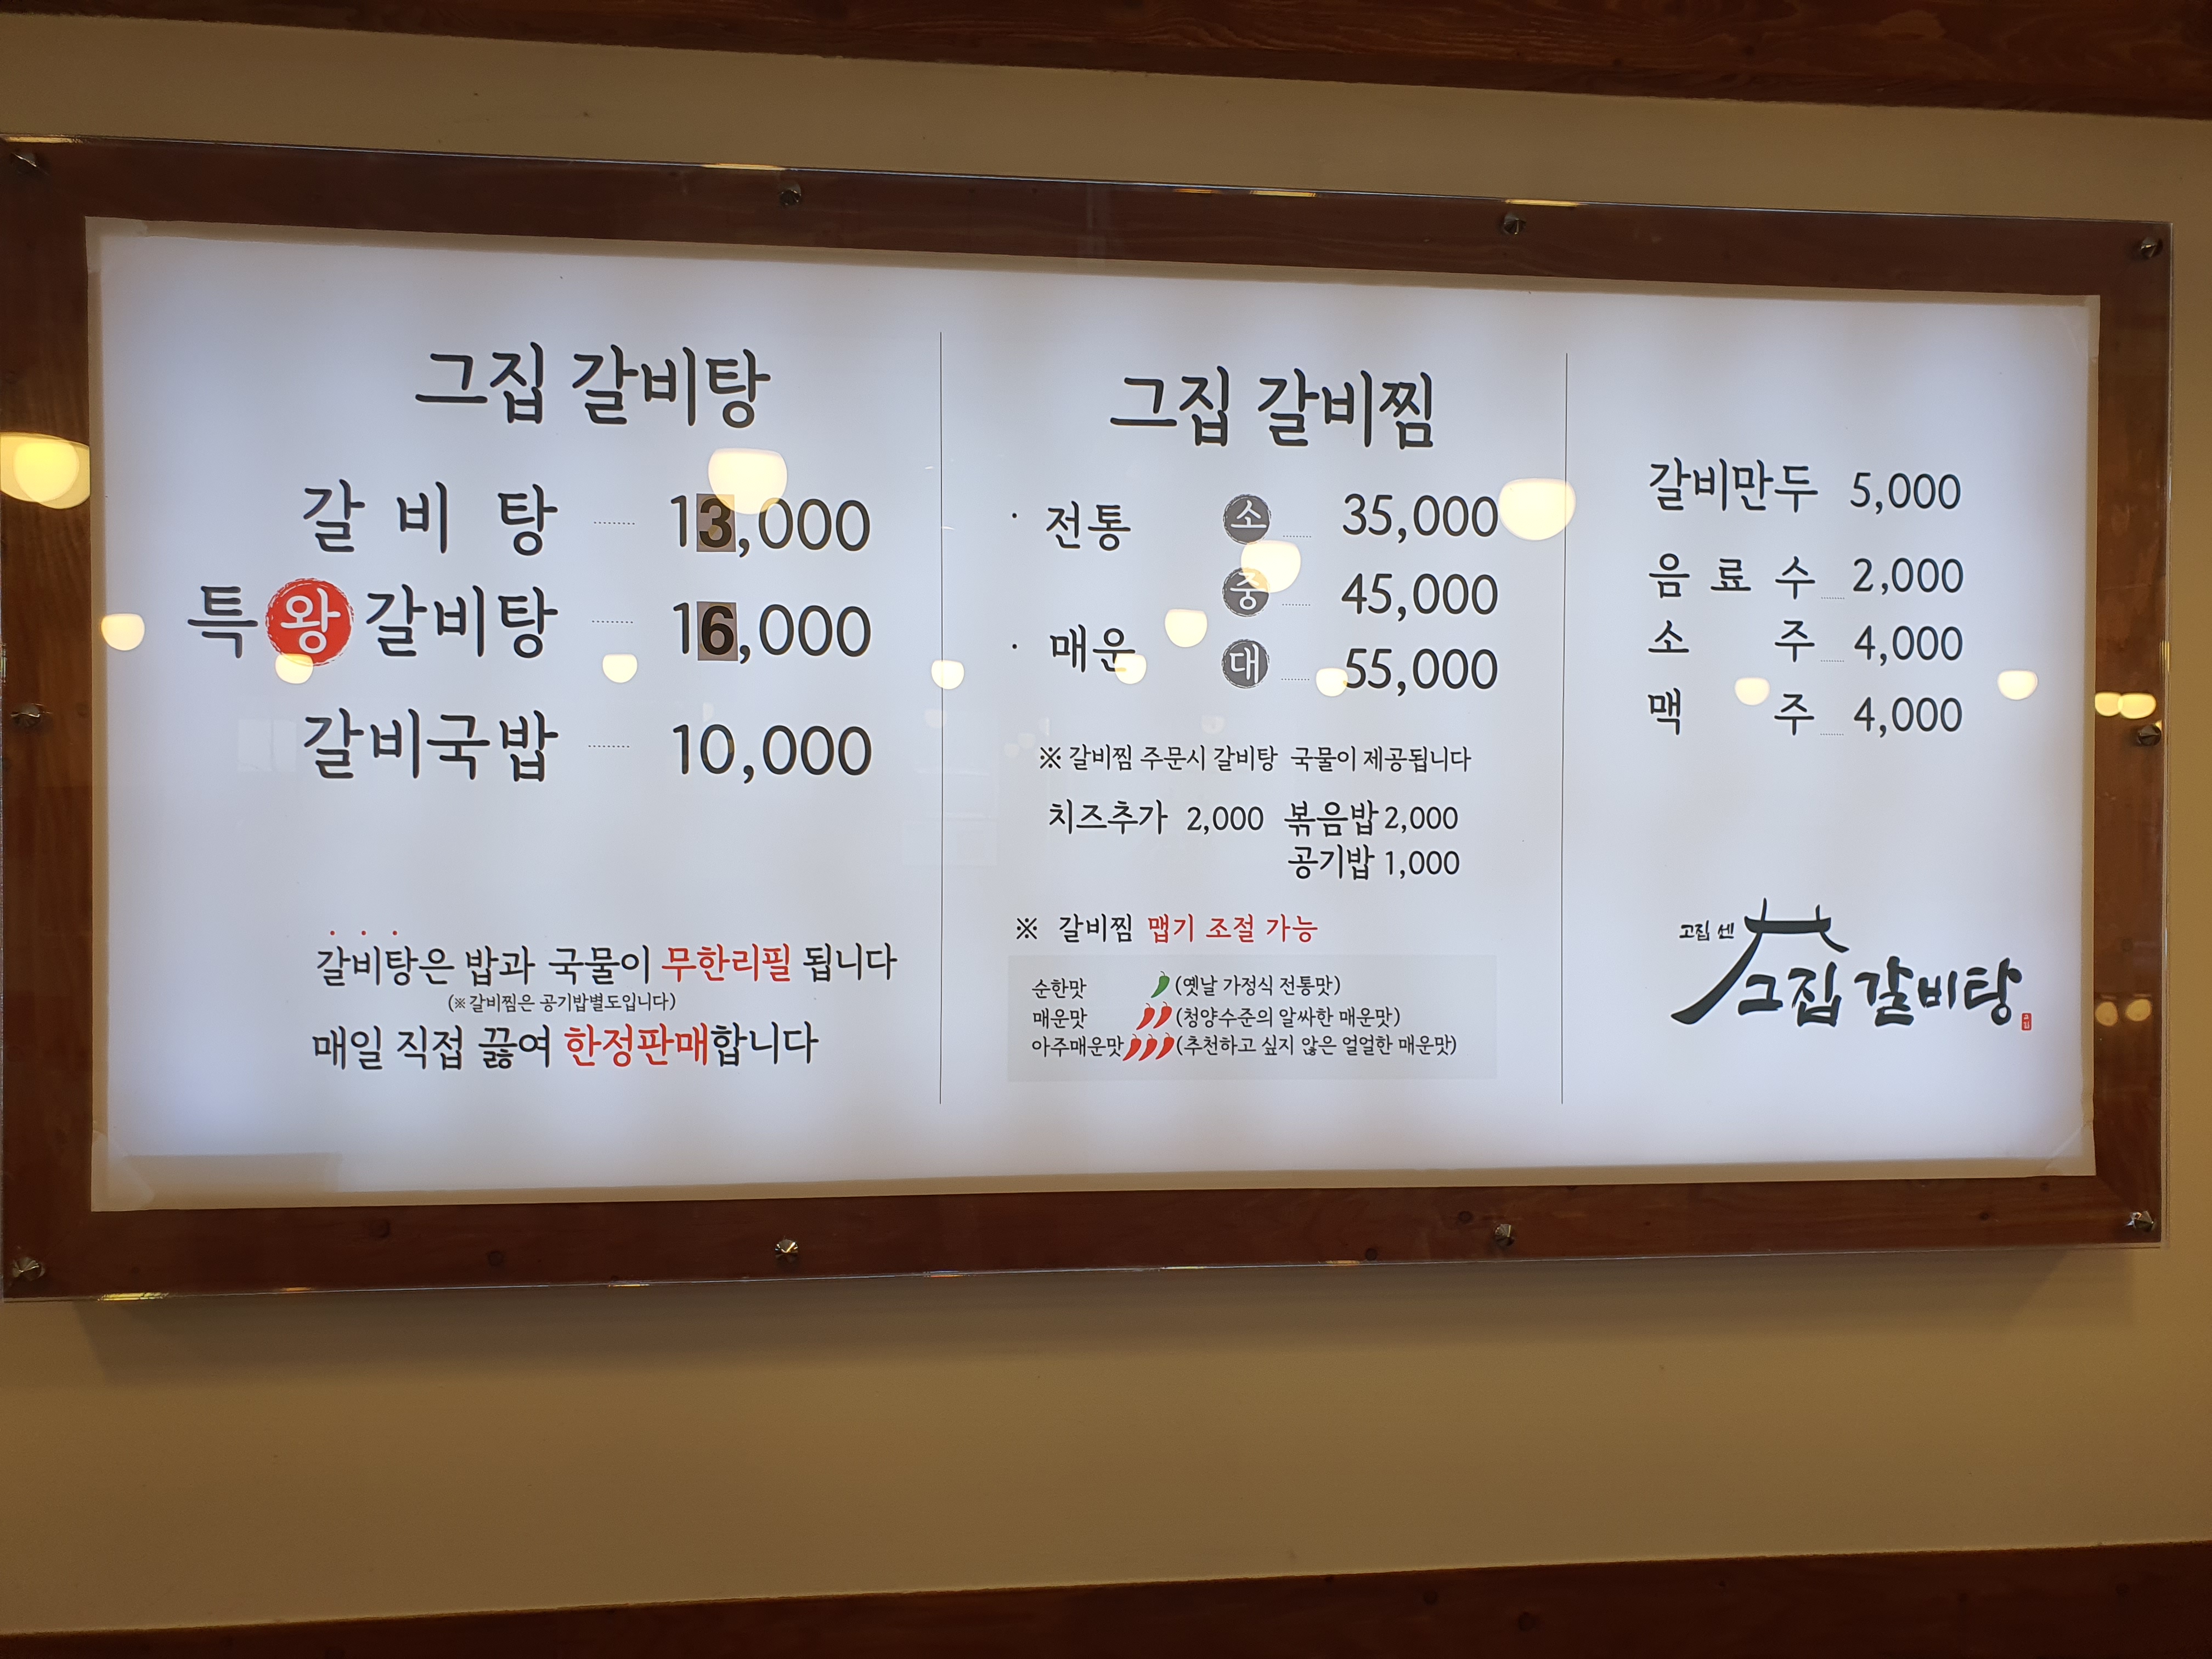 그집 갈비탕
갈비탕 13,000
특왕갈비탕 16,000
갈비국밥 10,000
갈비탕은 밥과 국물이 무한리필 됩니다
(※갈비찜은 공기밥별도입니다)
매일 직접 끓여 한정판매합니다
그집 갈비찜
· 전통
· 매운
소 35,000
중 45,000
대 55,000
※ 갈비찜 주문시 갈비탕 국물이 제공됩니다
치즈추가 2,000 볶음밥 2,000
공기밥 1,000
※ 갈비찜 맵기 조절 가능
순한맛 (옛날 가정식 전통맛)
매운맛 (청양수준의 알싸한 매운맛)
아주매운맛 (추천하고 싶지 않은 얼얼한 매운맛)
갈비만두 5,000
음료수 2,000
소주 4,000
맥주 4,000
고집 센
그집 갈비탕